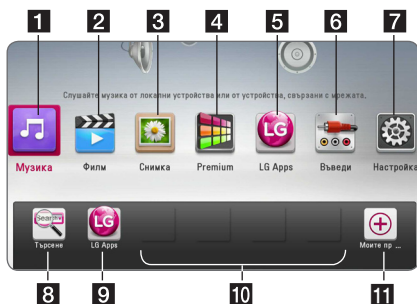 1 2 3 4 5 6 7
Слушайте музика от локални устройства или от устройства, свързани с мрежата.
LG
Музика Филм Снимка Premium LG Apps Въведи Настройка
Search LG
Търсене LG Apps Моите пр ...
8 9 10 11